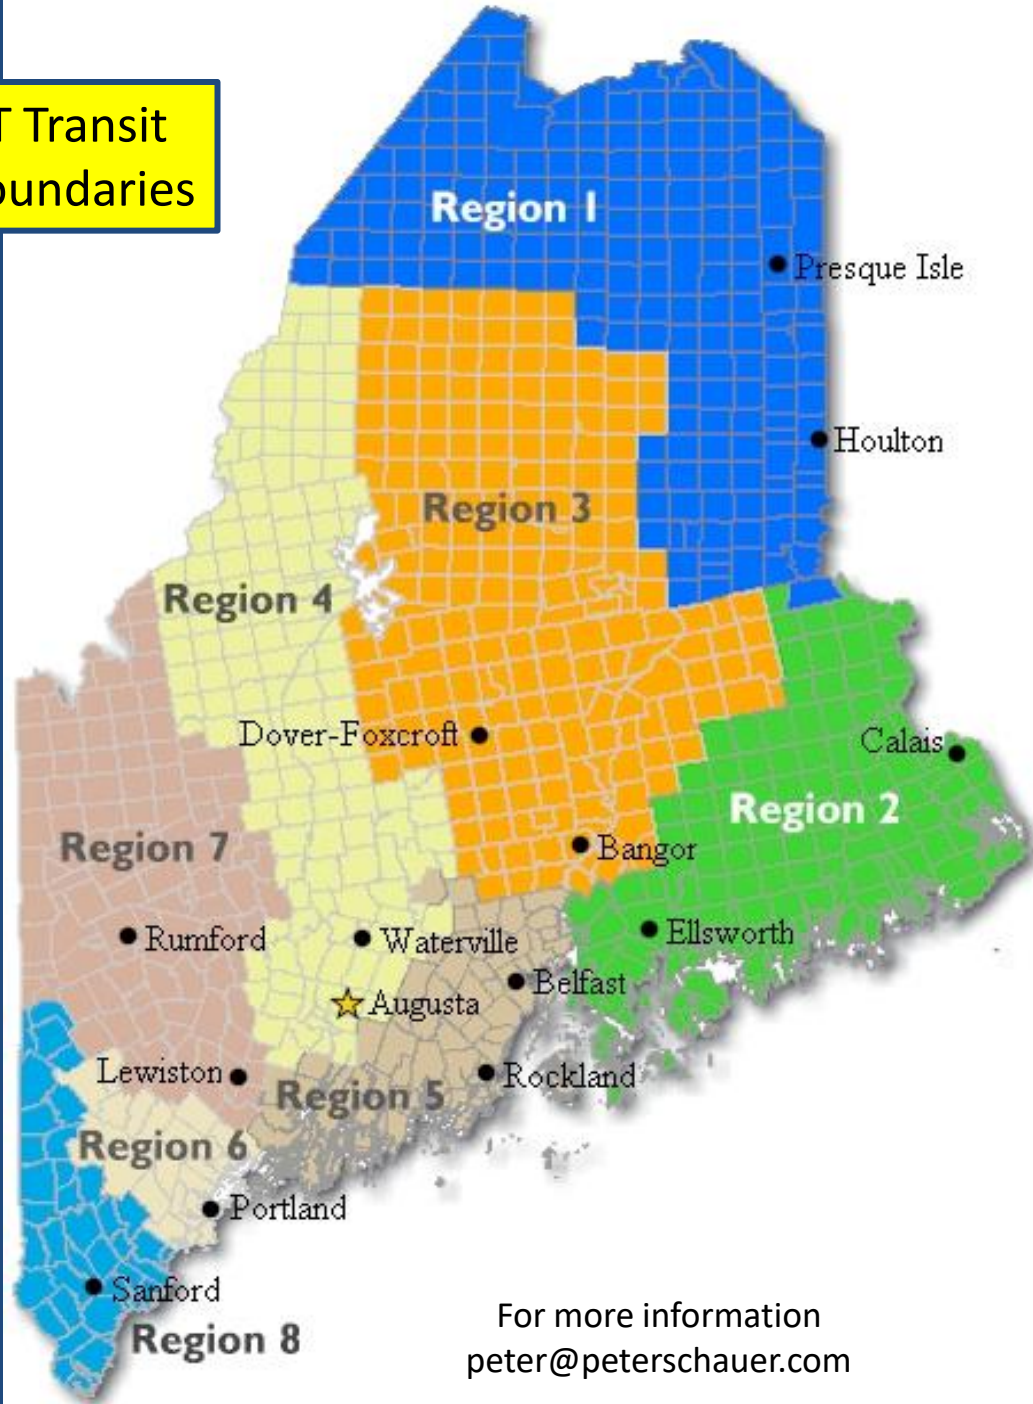 T Transit
oundaries
Region 1
Presque Isle
Houlton
Region 3
Region 4
Dover-Foxcroft
Calais
Region 2
Region 7
Bangor
Rumford
Waterville
Ellsworth
Belfast
Augusta
Lewiston
Rockland
Region 5
Region 6
Portland
Sanford
Region 8
For more information
peter@peterschauer.com